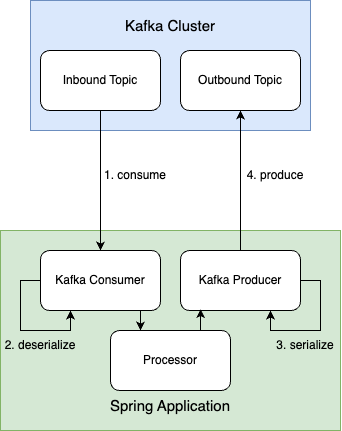 Kafka Cluster
Inbound Topic
Outbound Topic
1. consume
4. produce
Kafka Consumer
Kafka Producer
2. deserialize
3. serialize
Processor
Spring Application